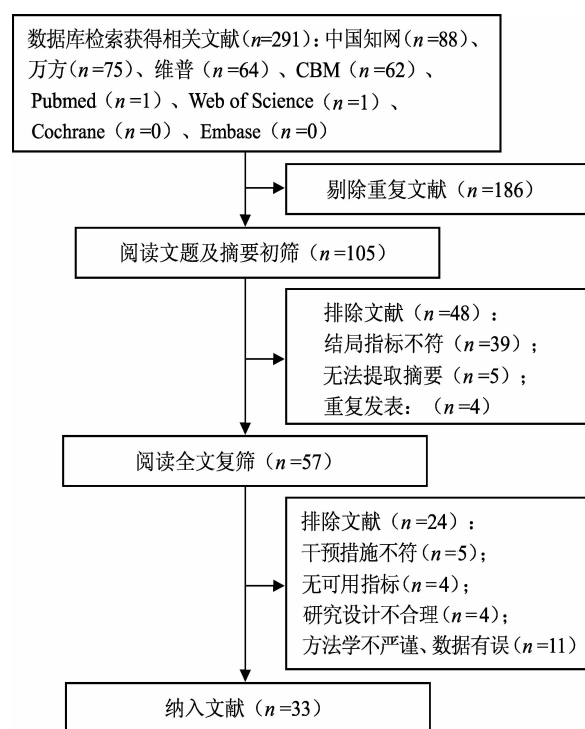 数据库检索获得相关文献(n=291)：中国知网(n=88)、
万方(n=75)、维普（n=64）、CBM（n=62）、
Pubmed（n=1）、Web of Science（n=1）、
Cochrane（n=0）、Embase（n=0）
剔除重复文献（n=186）
阅读文题及摘要初筛（n=105）
排除文献（n=48）：
结局指标不符（n=39）；
无法提取摘要（n=5）；
重复发表：（n=4）
阅读全文复筛（n=57）
排除文献（n=24）：
干预措施不符（n=5）；
无可用指标(n=4)；
研究设计不合理（n=4）；
方法学不严谨、数据有误(n=11)
纳入文献（n=33）